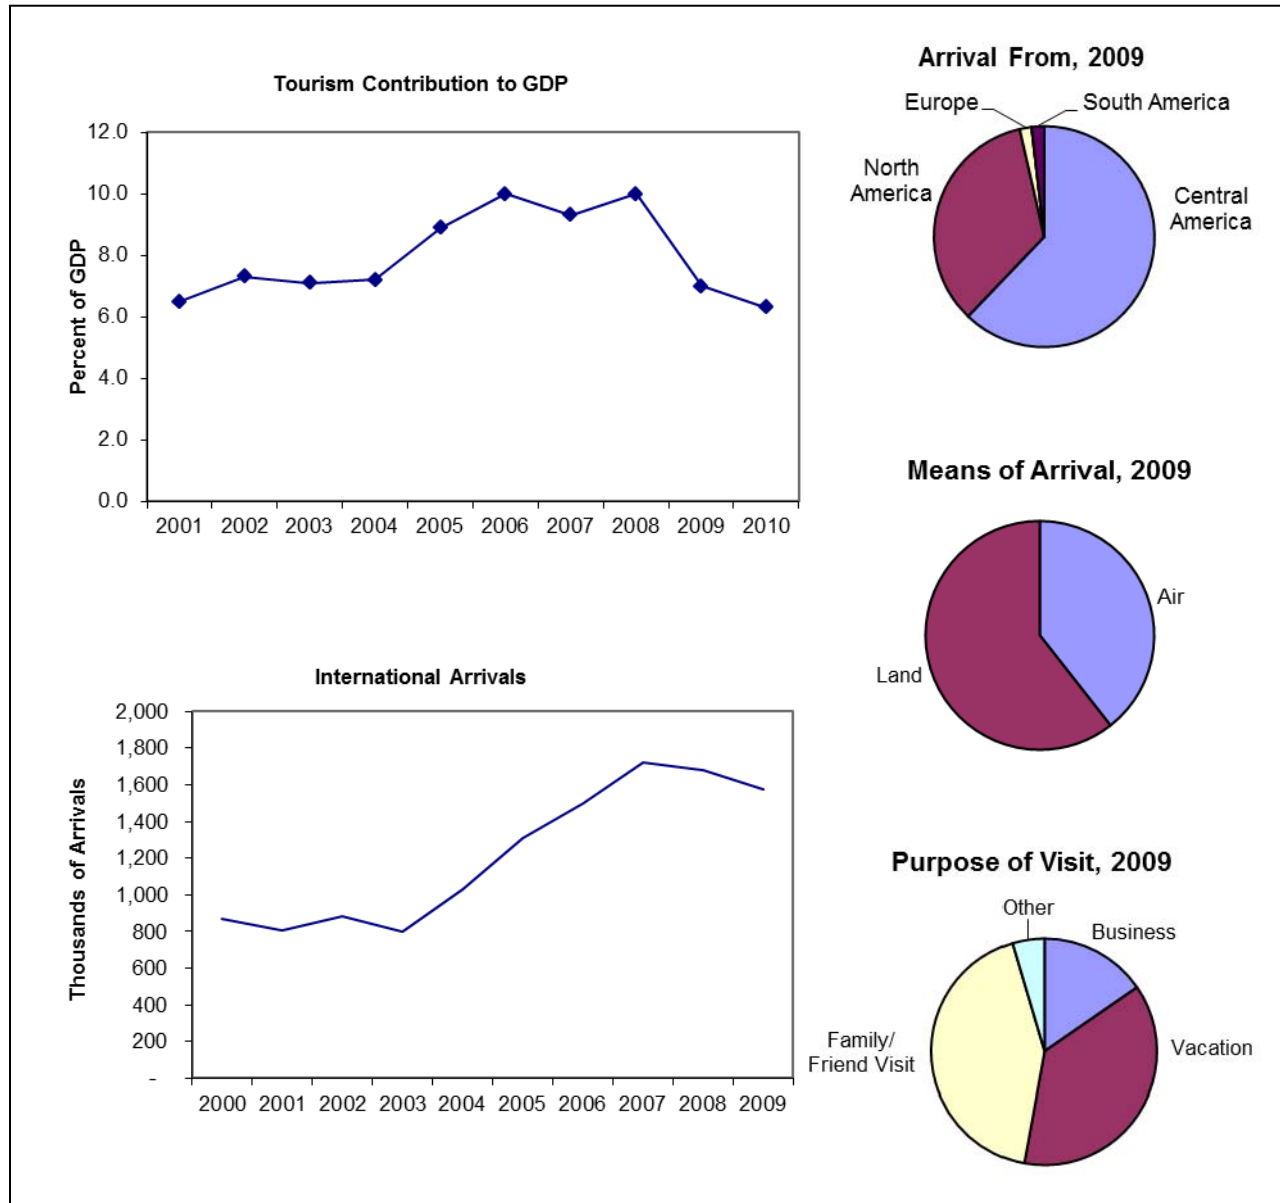 Tourism Contribution to GDP
Percent of GDP
12.0
10.0
8.0
6.0
4.0
2.0
0.0
2001 2002 2003 2004 2005 2006 2007 2008 2009 2010
International Arrivals
Thousands of Arrivals
2,000
1,800
1,600
1,400
1,200
1,000
800
600
400
200
-
2000 2001 2002 2003 2004 2005 2006 2007 2008 2009
Arrival From, 2009
Europe
South America
North
America
Central
America
Means of Arrival, 2009
Air
Land
Purpose of Visit, 2009
Other
Business
Family/
Friend Visit
Vacation